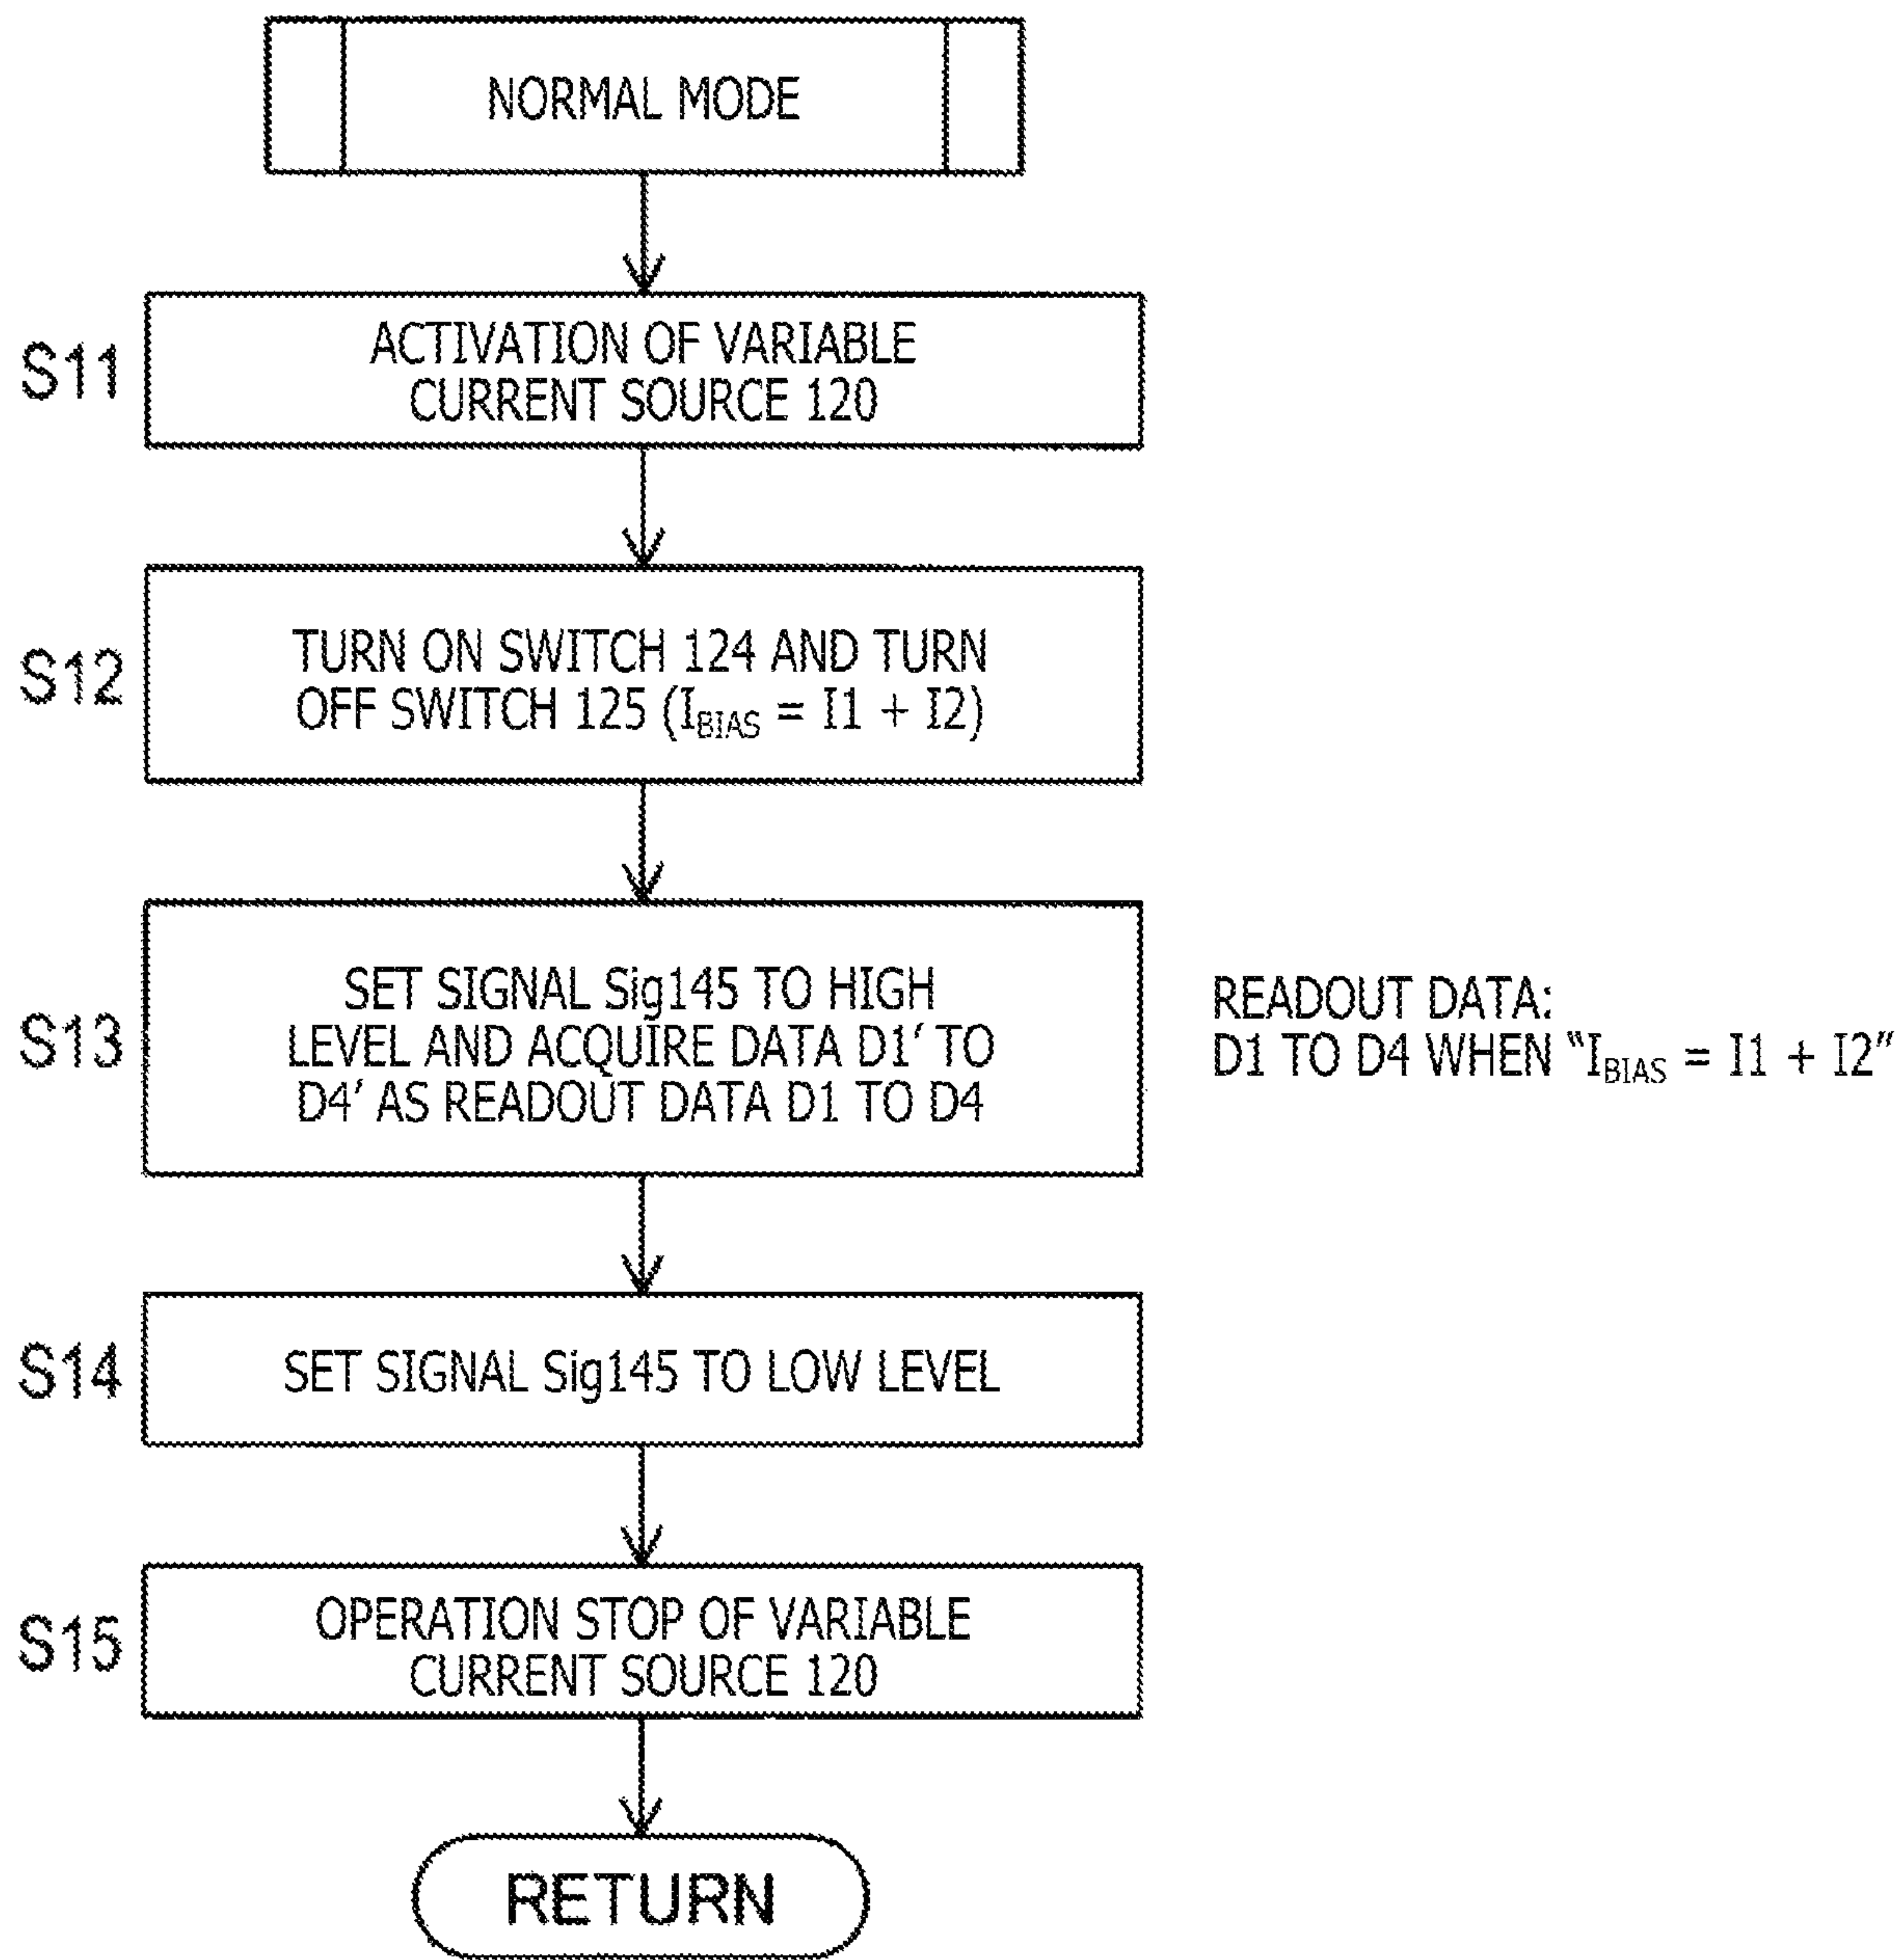 NORMAL MODE
S11
ACTIVATION OF VARIABLE
CURRENT SOURCE 120
S12
TURN ON SWITCH 124 AND TURN
OFF SWITCH 125 (I_BIAS = I1 + I2)
S13
SET SIGNAL Sig145 TO HIGH
LEVEL AND ACQUIRE DATA D1′ TO
D4′ AS READOUT DATA D1 TO D4
READOUT DATA:
D1 TO D4 WHEN “I_BIAS = I1 + I2”
S14
SET SIGNAL Sig145 TO LOW LEVEL
S15
OPERATION STOP OF VARIABLE
CURRENT SOURCE 120
RETURN